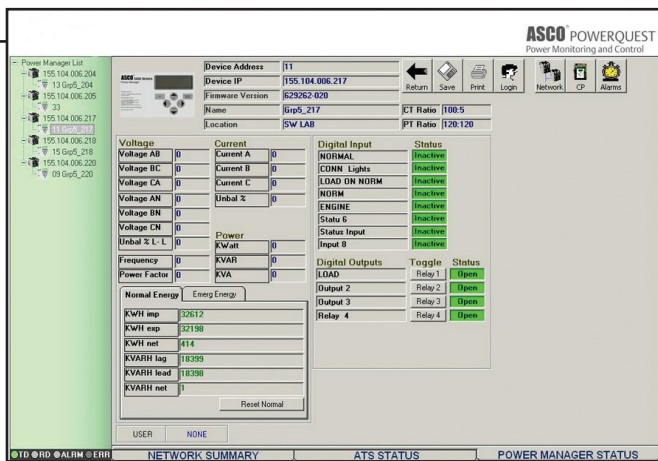 ASCO POWERQUEST
Power Monitoring and Control
Power Manager List
155.104.006.204
13 Grp5_204
155.104.006.205
33
155.104.006.217
11 Grp5_217
155.104.006.218
15 Grp5_218
155.104.006.220
09 Grp5_220
Device Address 11
Device IP 155.104.006.217
Firmware Version 629262-020
Name Grp5_217 CT Ratio 100:5
Location SW LAB PT Ratio 120:120
Return Save Print Login Network CP Alarms
ASCO
Voltage Current Digital Input Status
Voltage AB 0 Current A 0 NORMAL Inactive
Voltage BC 0 Current B 0 CONN Lights Inactive
Voltage CA 0 Current C 0 LOAD ON NORM Inactive
Voltage AN 0 Unbal % 0 NORM Inactive
Voltage BN 0 ENGINE Inactive
Voltage CN 0 Statu 6 Inactive
Unbal % L- L 0 Power Status Input Inactive
KWatt 0 Input 8 Inactive
Frequency 0 KVAR 0 Digital Outputs Toggle Status
Power Factor 0 KVA 0 LOAD Relay 1 Open
Output 2 Relay 2 Open
Output 3 Relay 3 Open
Relay 4 Relay 4 Open
Normal Energy Emerg Energy
KWH imp 32612
KWH exp 32198
KWH net 414
KVARH lag 18399
KVARH lead 18398
KVARH net 1
Reset Normal
USER NONE
TD RD ALRM ERR NETWORK SUMMARY ATS STATUS POWER MANAGER STATUS